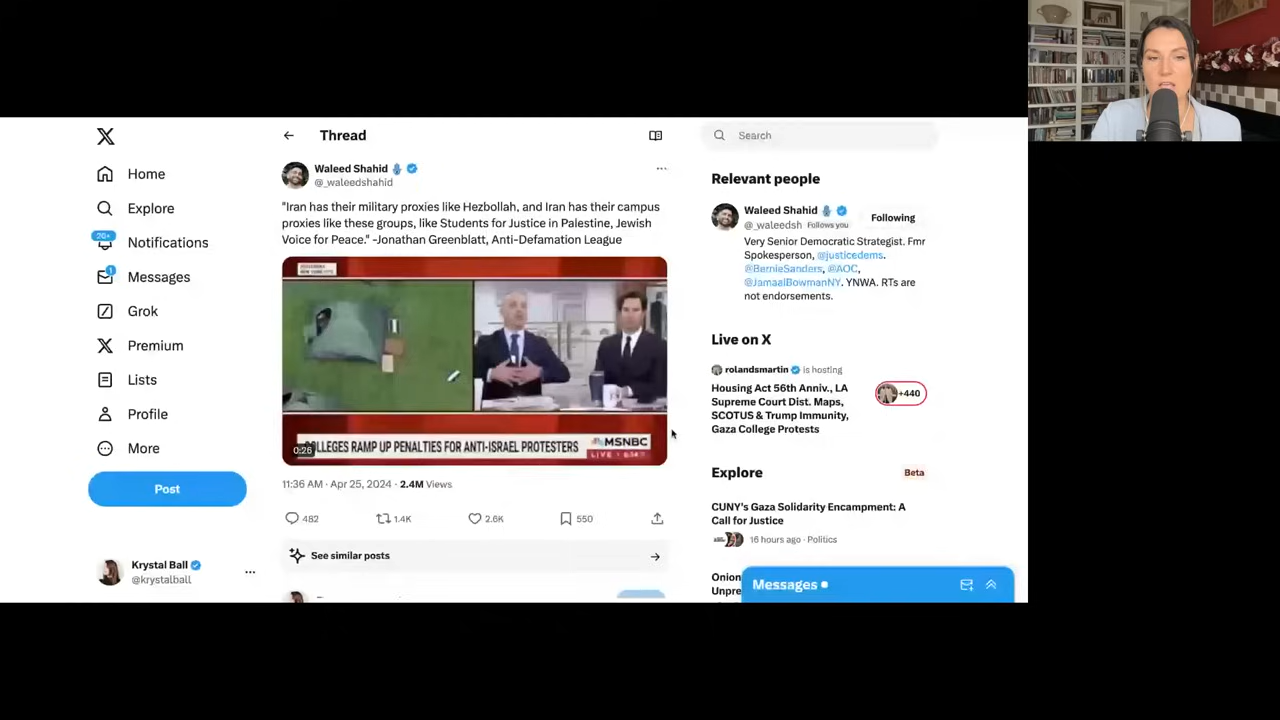 Thread
Search
Waleed Shahid
@_waleedshahid
"Iran has their military proxies like Hezbollah, and Iran has their campus
proxies like these groups, like Students for Justice in Palestine, Jewish
Voice for Peace." -Jonathan Greenblatt, Anti-Defamation League
COLLEGES RAMP UP PENALTIES FOR ANTI-ISRAEL PROTESTERS
MSNBC
LIVE
0:26
11:36 AM · Apr 25, 2024 · 2.4M Views
482
1.4K
2.6K
550
See similar posts
Home
Explore
20+
Notifications
1
Messages
Grok
Premium
Lists
Profile
More
Post
Krystal Ball
@krystalball
Relevant people
Waleed Shahid
@_waleedsh Follows you
Following
Very Senior Democratic Strategist. Fmr
Spokesperson, @justicedems.
@BernieSanders, @AOC,
@JamaalBowmanNY. YNWA. RTs are
not endorsements.
Live on X
rolandsmartin is hosting
Housing Act 56th Anniv., LA
Supreme Court Dist. Maps,
SCOTUS & Trump Immunity,
Gaza College Protests
+440
Explore
Beta
CUNY's Gaza Solidarity Encampment: A
Call for Justice
16 hours ago · Politics
Messages